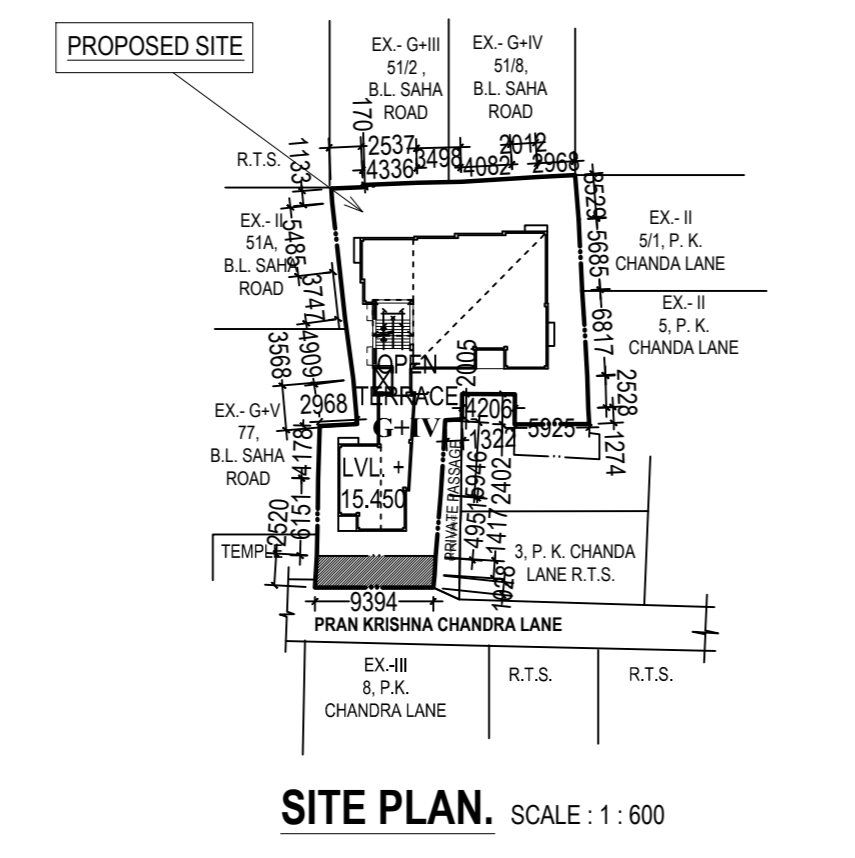 PROPOSED SITE
EX.- G+III
51/2 ,
B.L. SAHA
ROAD
EX.- G+IV
51/8,
B.L. SAHA
ROAD
170
2537
4336
3498
4082
2012
2968
1133
R.T.S.
EX.- II
51A,
B.L. SAHA
ROAD
5485
3747
4909
3568
3529
5685
6817
2528
1274
EX.- II
5/1, P. K.
CHANDA LANE
EX.- II
5, P. K.
CHANDA LANE
OPEN
TERRACE
G+IV
LVL. +
15.450
2005
4206
1322
5925
2968
EX.- G+V
77,
B.L. SAHA
ROAD
4178
6151
2520
TEMPLE
PRIVATE PASSAGE
5946
4951
2402
1417
1028
3, P. K. CHANDA
LANE R.T.S.
9394
PRAN KRISHNA CHANDRA LANE
EX.-III
8, P.K.
CHANDRA LANE
R.T.S.
R.T.S.
SITE PLAN. SCALE : 1 : 600